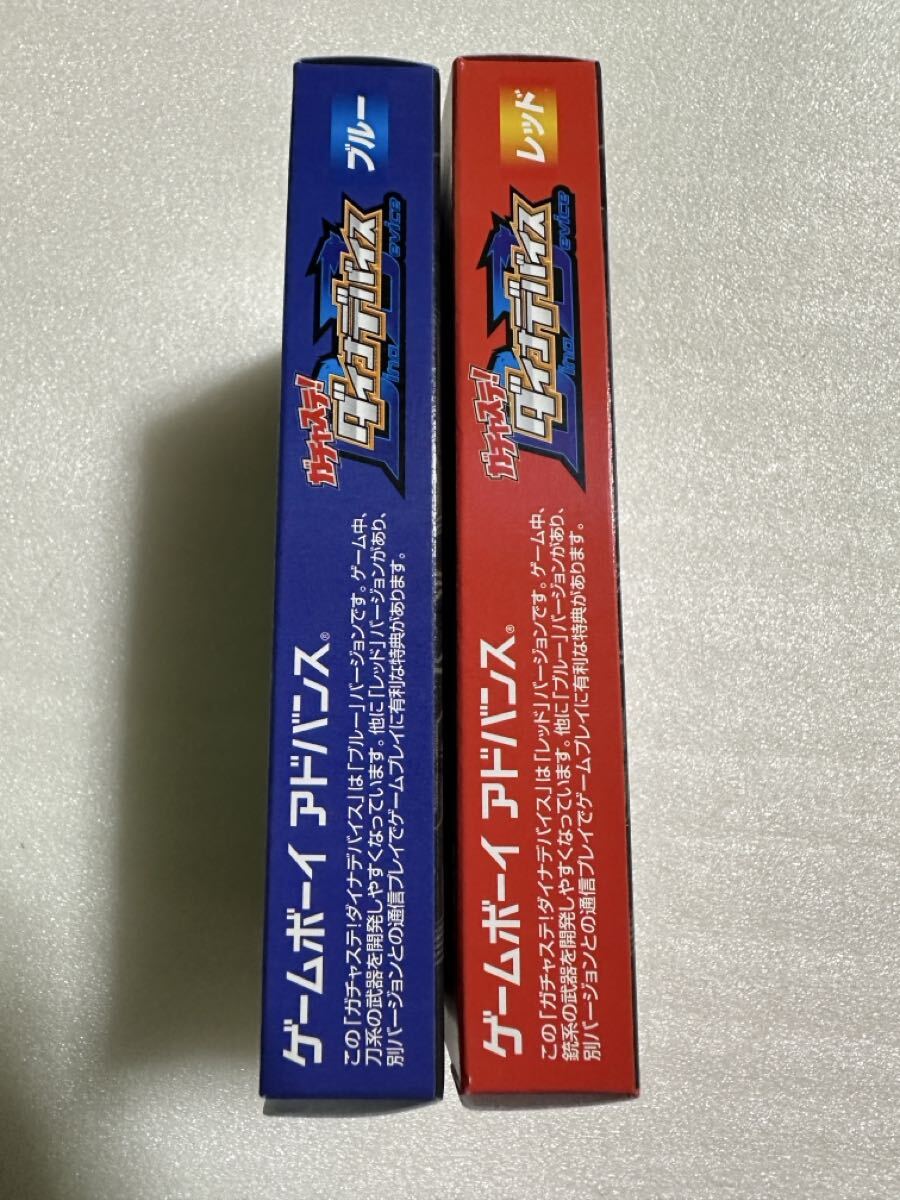 ゲームボーイ アドバンス®
ガチャステ!
ダイナデバイス
Dino Device
ブルー
この「ガチャステ!ダイナデバイス」は「ブルー」バージョンです。ゲーム中、
刀系の武器を開発しやすくなっています。他に「レッド」バージョンがあり、
別バージョンとの通信プレイでゲームプレイに有利な特典があります。
ゲームボーイ アドバンス®
ガチャステ!
ダイナデバイス
Dino Device
レッド
この「ガチャステ!ダイナデバイス」は「レッド」バージョンです。ゲーム中、
銃系の武器を開発しやすくなっています。他に「ブルー」バージョンがあり、
別バージョンとの通信プレイでゲームプレイに有利な特典があります。